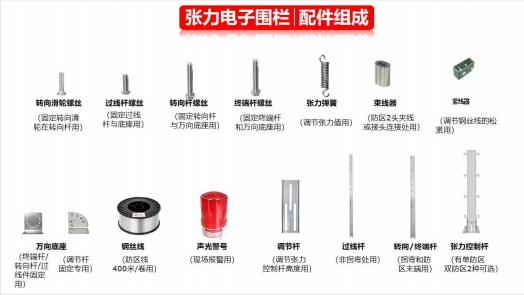 张力电子围栏|配件组成
转向滑轮螺丝
(固定转向滑
轮在转向杆用)
过线杆螺丝
(固定过线
杆与底座用)
转向杆螺丝
(固定转向杆
与万向底座用)
终端杆螺丝
(固定终端杆
和万向底座用)
张力弹簧
(调节张力值用)
束线器
(防区2头夹线
或接头连接处用)
紧线器
(调节钢丝线的松
紧用)
万向底座
(终端杆/
转向杆/过
线件固定
用)
(调节杆
固定专用)
钢丝线
(防区线
400米/卷用)
声光警号
(现场报警用)
调节杆
(调节张力
控制杆高度用)
过线杆
(非拐弯处用)
转向/终端杆
(拐弯和防
区末端用)
张力控制杆
(有单防区
双防区2种可选)